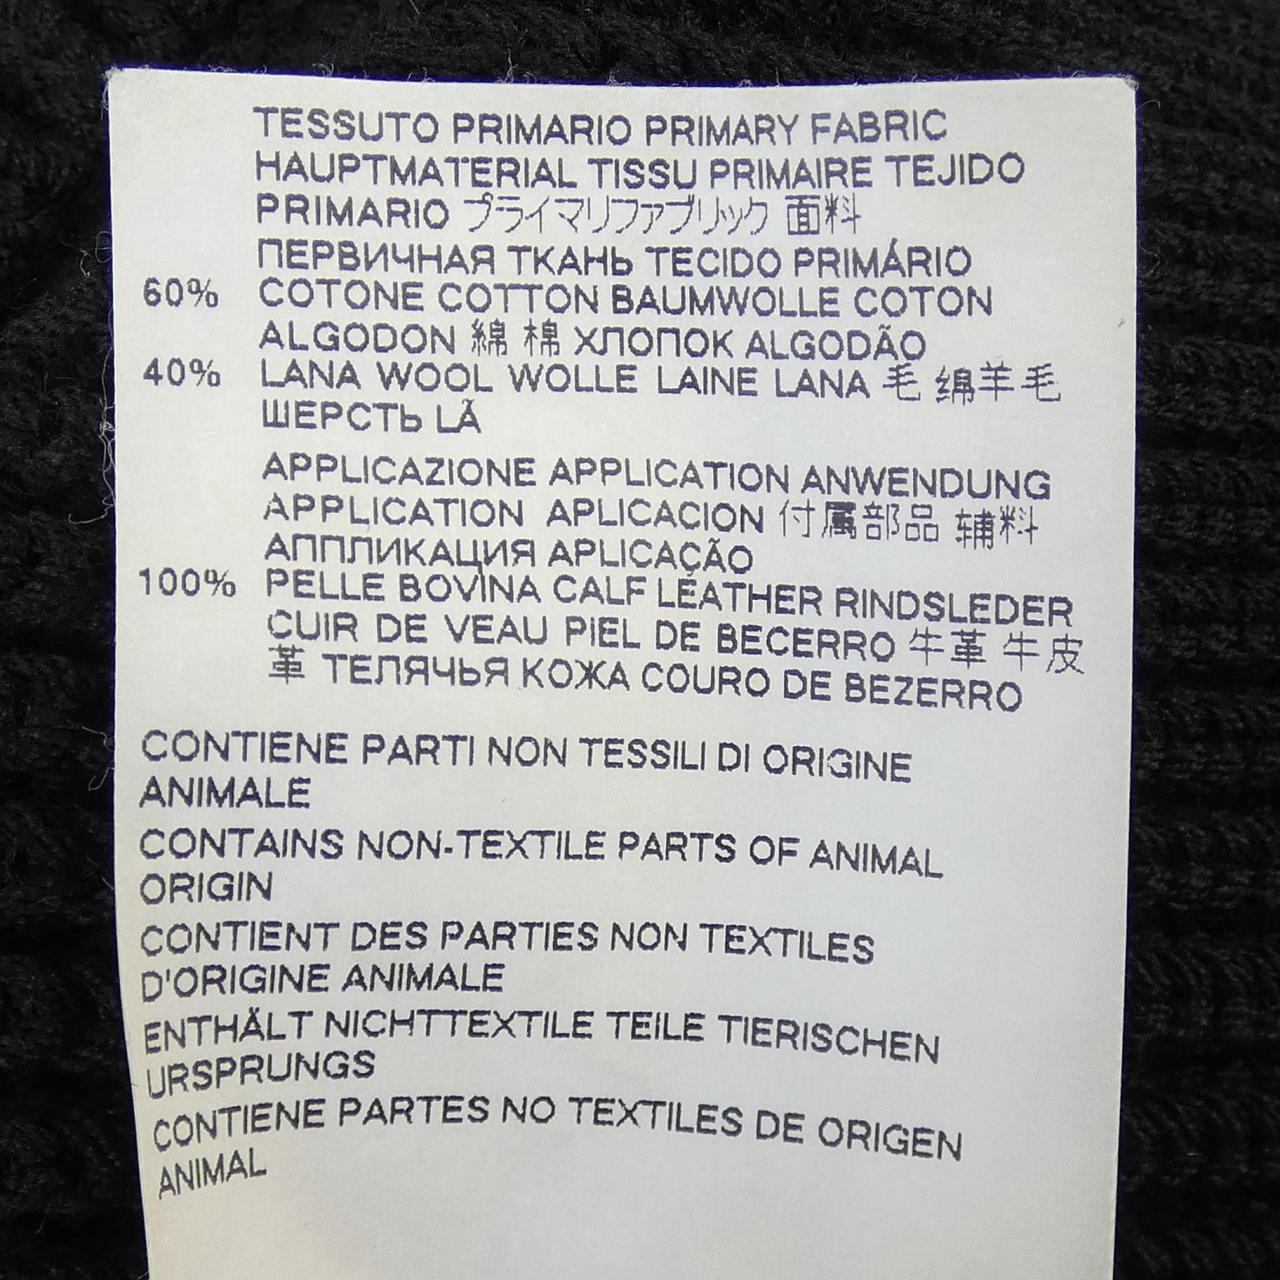 TESSUTO PRIMARIO PRIMARY FABRIC
HAUPTMATERIAL TISSU PRIMAIRE TEJIDO
PRIMARIO プライマリファブリック 面料
ПЕРВИЧНАЯ ТКАНЬ TECIDO PRIMÁRIO
60% COTONE COTTON BAUMWOLLE COTON
ALGODON 綿 棉 ХЛОПОК ALGODÃO
40% LANA WOOL WOLLE LAINE LANA 毛 绵羊毛
ШЕРСТЬ LÃ
APPLICAZIONE APPLICATION ANWENDUNG
APPLICATION APLICACION 付属部品 辅料
АППЛИКАЦИЯ APLICAÇÃO
100% PELLE BOVINA CALF LEATHER RINDSLEDER
CUIR DE VEAU PIEL DE BECERRO 牛革 牛皮
革 ТЕЛЯЧЬЯ КОЖА COURO DE BEZERRO
CONTIENE PARTI NON TESSILI DI ORIGINE
ANIMALE
CONTAINS NON-TEXTILE PARTS OF ANIMAL
ORIGIN
CONTIENT DES PARTIES NON TEXTILES
D'ORIGINE ANIMALE
ENTHÄLT NICHTTEXTILE TEILE TIERISCHEN
URSPRUNGS
CONTIENE PARTES NO TEXTILES DE ORIGEN
ANIMAL